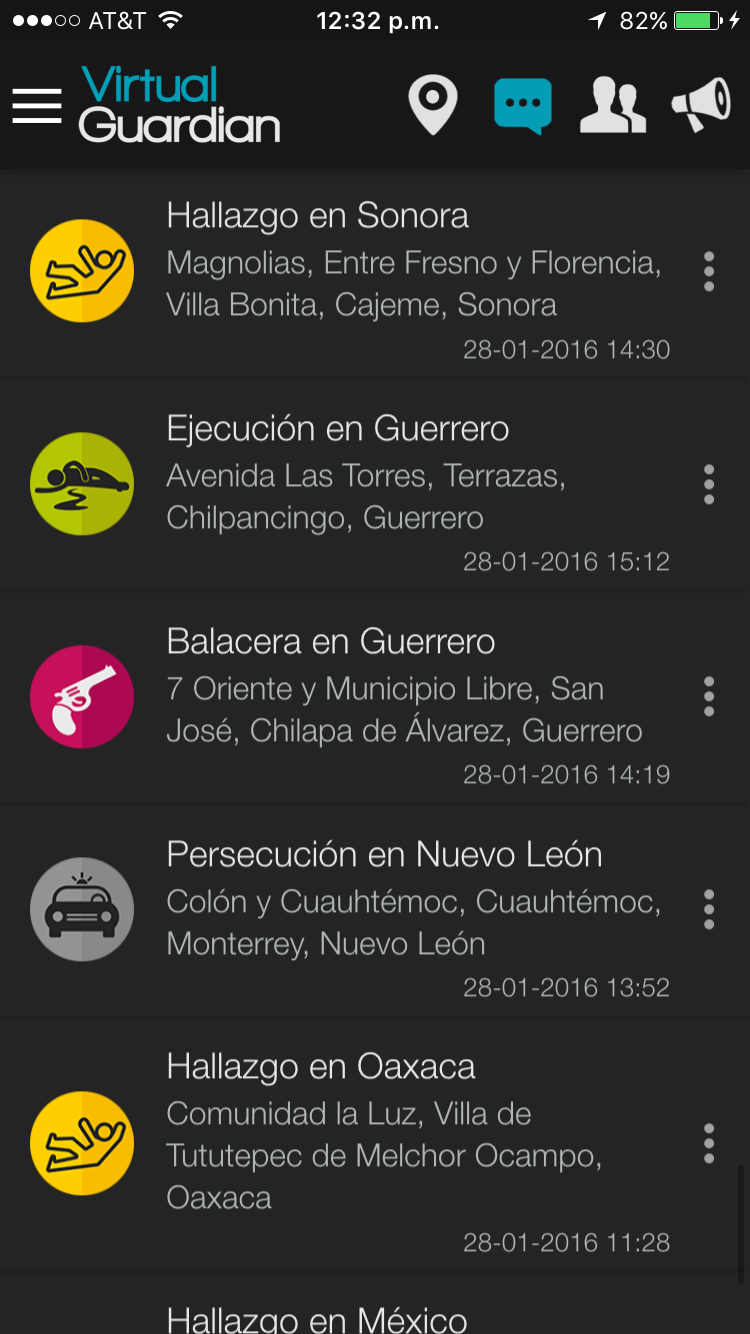 AT&T 12:32 p.m. 82%
Virtual
Guardian
Hallazgo en Sonora
Magnolias, Entre Fresno y Florencia,
Villa Bonita, Cajeme, Sonora
28-01-2016 14:30
Ejecución en Guerrero
Avenida Las Torres, Terrazas,
Chilpancingo, Guerrero
28-01-2016 15:12
Balacera en Guerrero
7 Oriente y Municipio Libre, San
José, Chilapa de Álvarez, Guerrero
28-01-2016 14:19
Persecución en Nuevo León
Colón y Cuauhtémoc, Cuauhtémoc,
Monterrey, Nuevo León
28-01-2016 13:52
Hallazgo en Oaxaca
Comunidad la Luz, Villa de
Tututepec de Melchor Ocampo,
Oaxaca
28-01-2016 11:28
Hallazgo en México